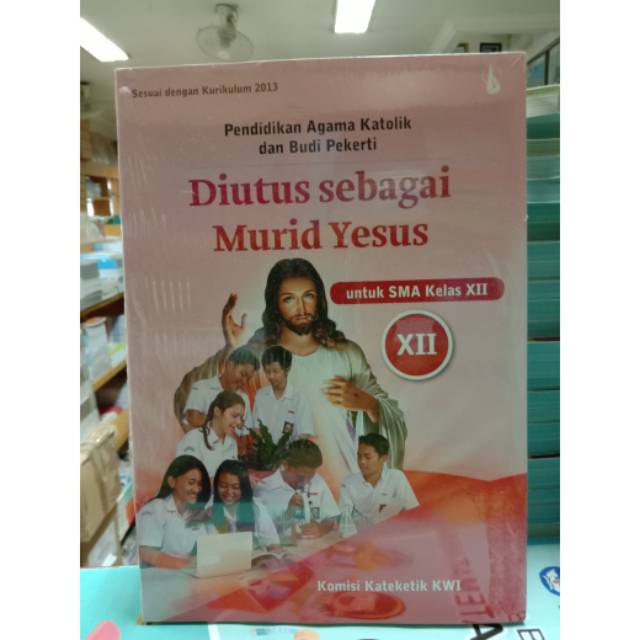 Sesuai dengan Kurikulum 2013
Pendidikan Agama Katolik
dan Budi Pekerti
Diutus sebagai
Murid Yesus
untuk SMA Kelas XII
XII
Komisi Kateketik KWI